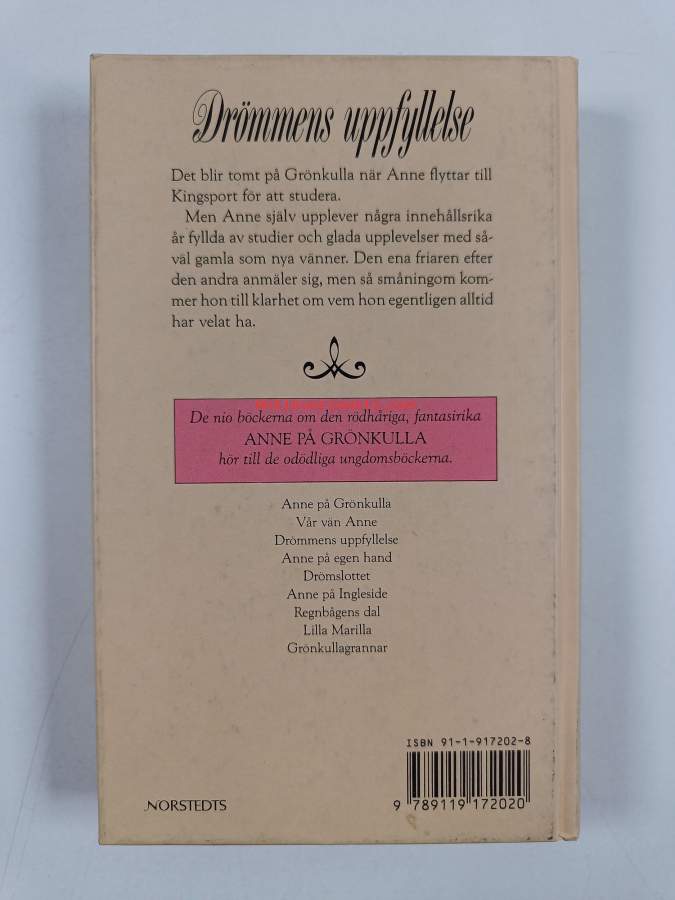 Drömmens uppfyllelse
Det blir tomt på Grönkulla när Anne flyttar till
Kingsport för att studera.
Men Anne själv upplever några innehållsrika
år fyllda av studier och glada upplevelser med så-
väl gamla som nya vänner. Den ena friaren efter
den andra anmäler sig, men så småningom kom-
mer hon till klarhet om vem hon egentligen alltid
har velat ha.
De nio böckerna om den rödhåriga, fantasirika
ANNE PÅ GRÖNKULLA
hör till de odödliga ungdomsböckerna.
Anne på Grönkulla
Vår vän Anne
Drömmens uppfyllelse
Anne på egen hand
Drömslottet
Anne på Ingleside
Regnbågens dal
Lilla Marilla
Grönkullagrannar
ISBN 91-1-917202-8
9 789119 172020
NORSTEDTS